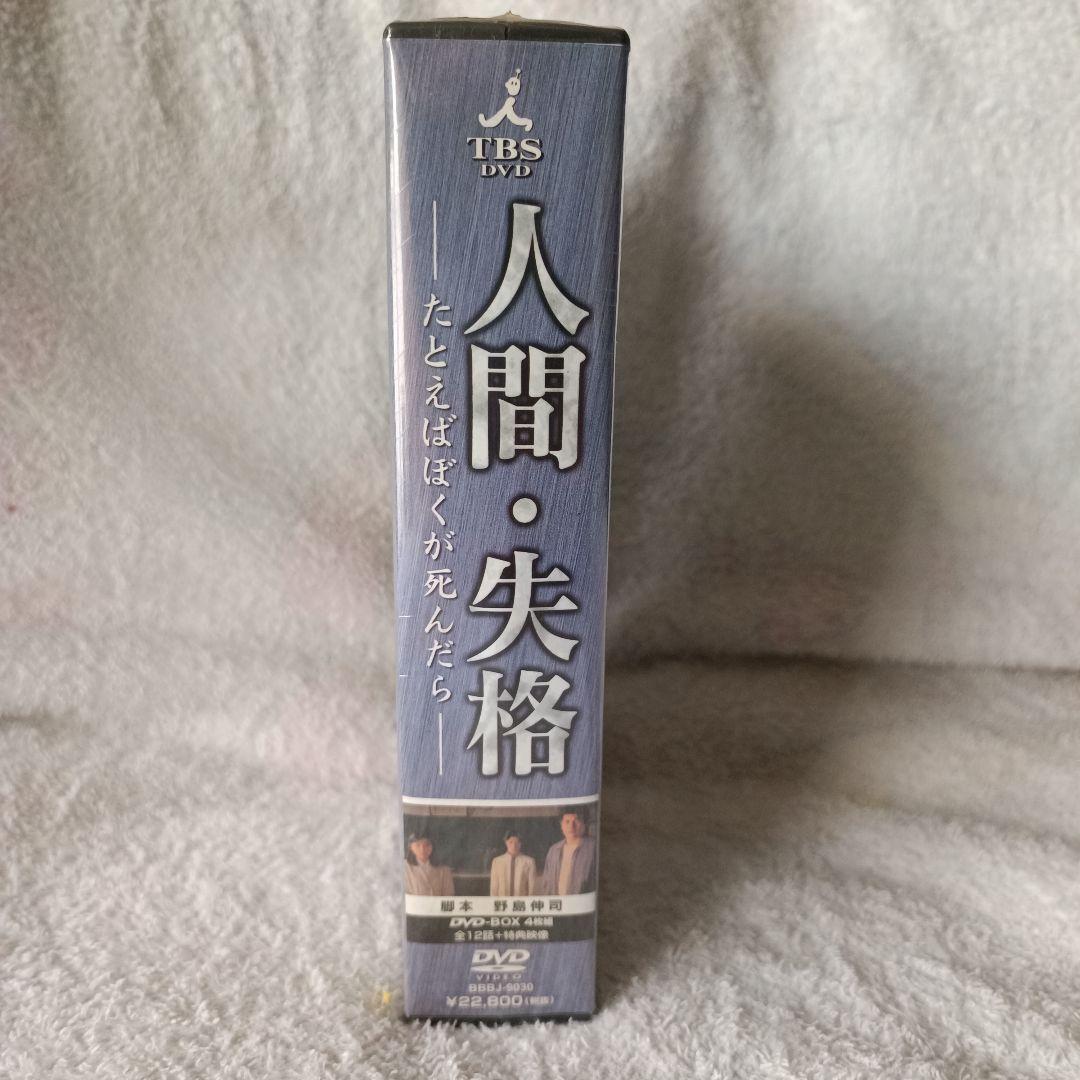 TBS
DVD
人間・失格
―たとえばぼくが死んだら―
脚本 野島伸司
DVD-BOX 4枚組
全12話+特典映像
DVD
VIDEO
BBBJ-9030
¥22,800(税抜)